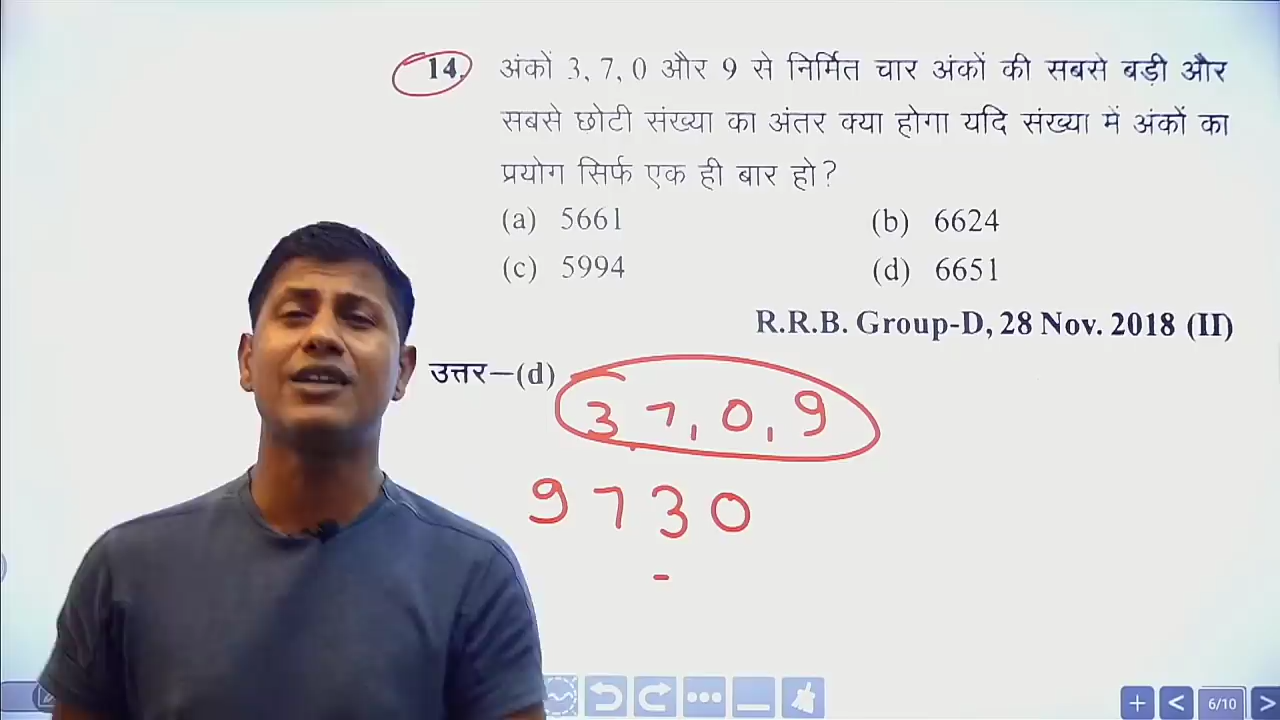 14. अंकों 3, 7, 0 और 9 से निर्मित चार अंकों की सबसे बड़ी और
सबसे छोटी संख्या का अंतर क्या होगा यदि संख्या में अंकों का
प्रयोग सिर्फ एक ही बार हो?
(a) 5661 (b) 6624
(c) 5994 (d) 6651
R.R.B. Group-D, 28 Nov. 2018 (II)
उत्तर–(d)
3, 7, 0, 9
9730
-
6/10